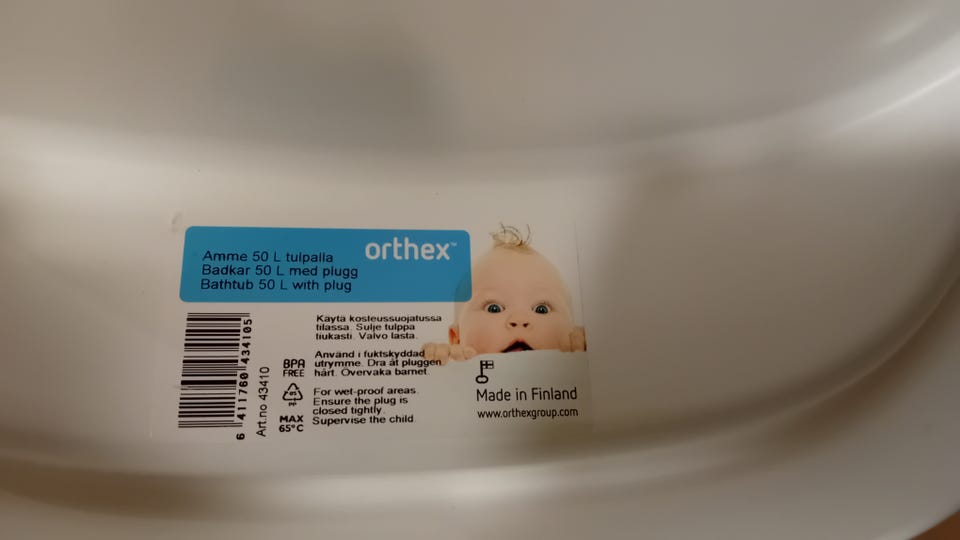 orthex™
Amme 50 L tulpalla
Badkar 50 L med plugg
Bathtub 50 L with plug
Käytä kosteussuojatussa
tilassa. Sulje tulppa
tiukasti. Valvo lasta.
Använd i fuktskyddad
utrymme. Dra åt pluggen
hårt. Övervaka barnet.
For wet-proof areas.
Ensure the plug is
closed tightly.
Supervise the child.
BPA
FREE
05
PP
MAX
65°C
6 411760 434105
Art.no 43410
Made in Finland
www.orthexgroup.com